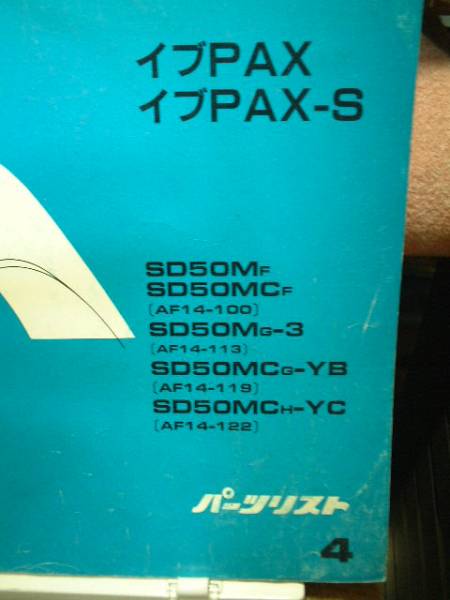 イブPAX
イブPAX-S
SD50MF
SD50MCF
(AF14-100)
SD50MG-3
(AF14-113)
SD50MCG-YB
(AF14-119)
SD50MCH-YC
(AF14-122)
パーツリスト
4